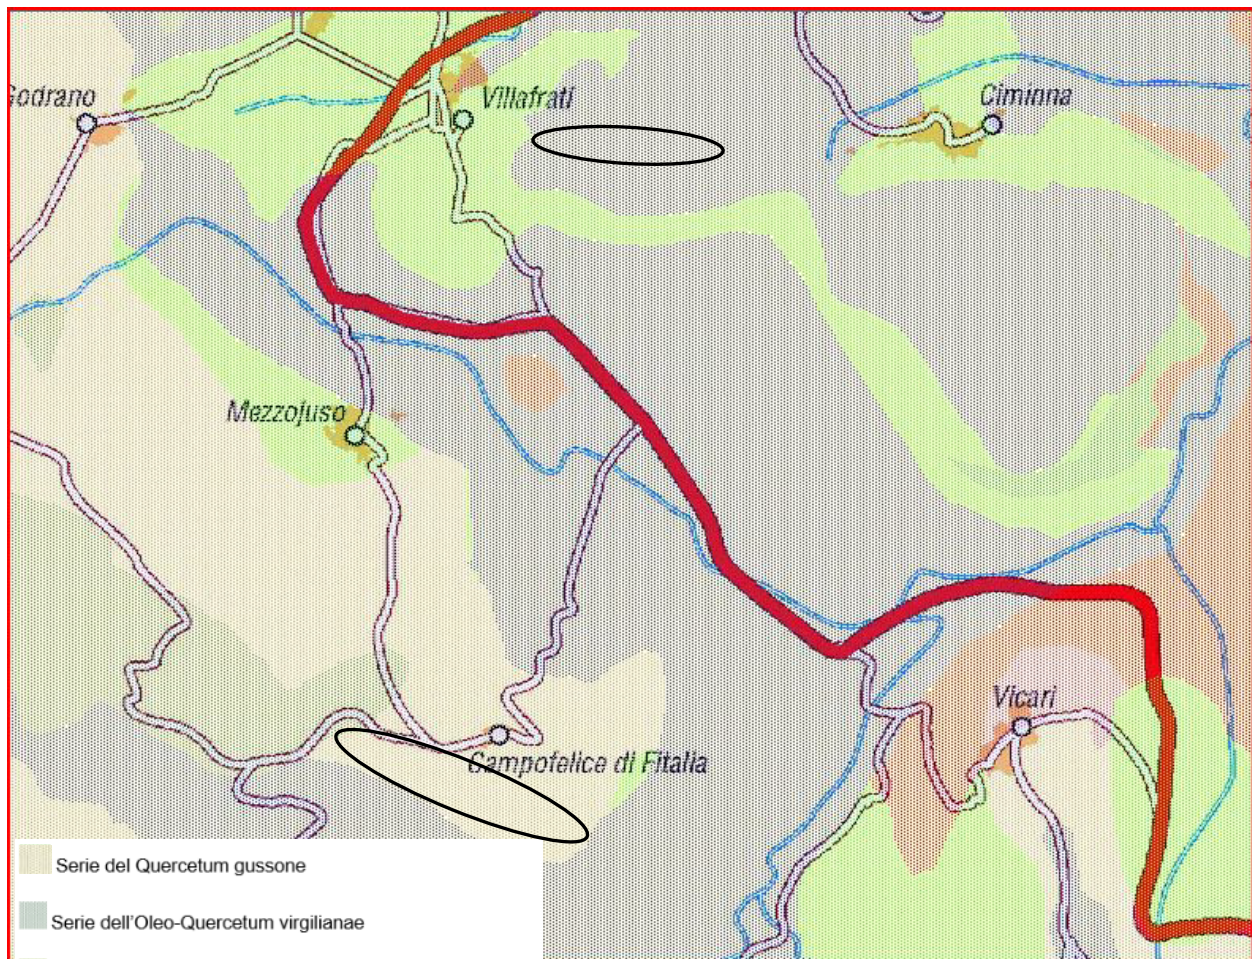 Godrano
Villafrati
Ciminna
Mezzojuso
Vicari
Campofelice di Fitalia
Serie del Quercetum gussone
Serie dell'Oleo-Quercetum virgilianae